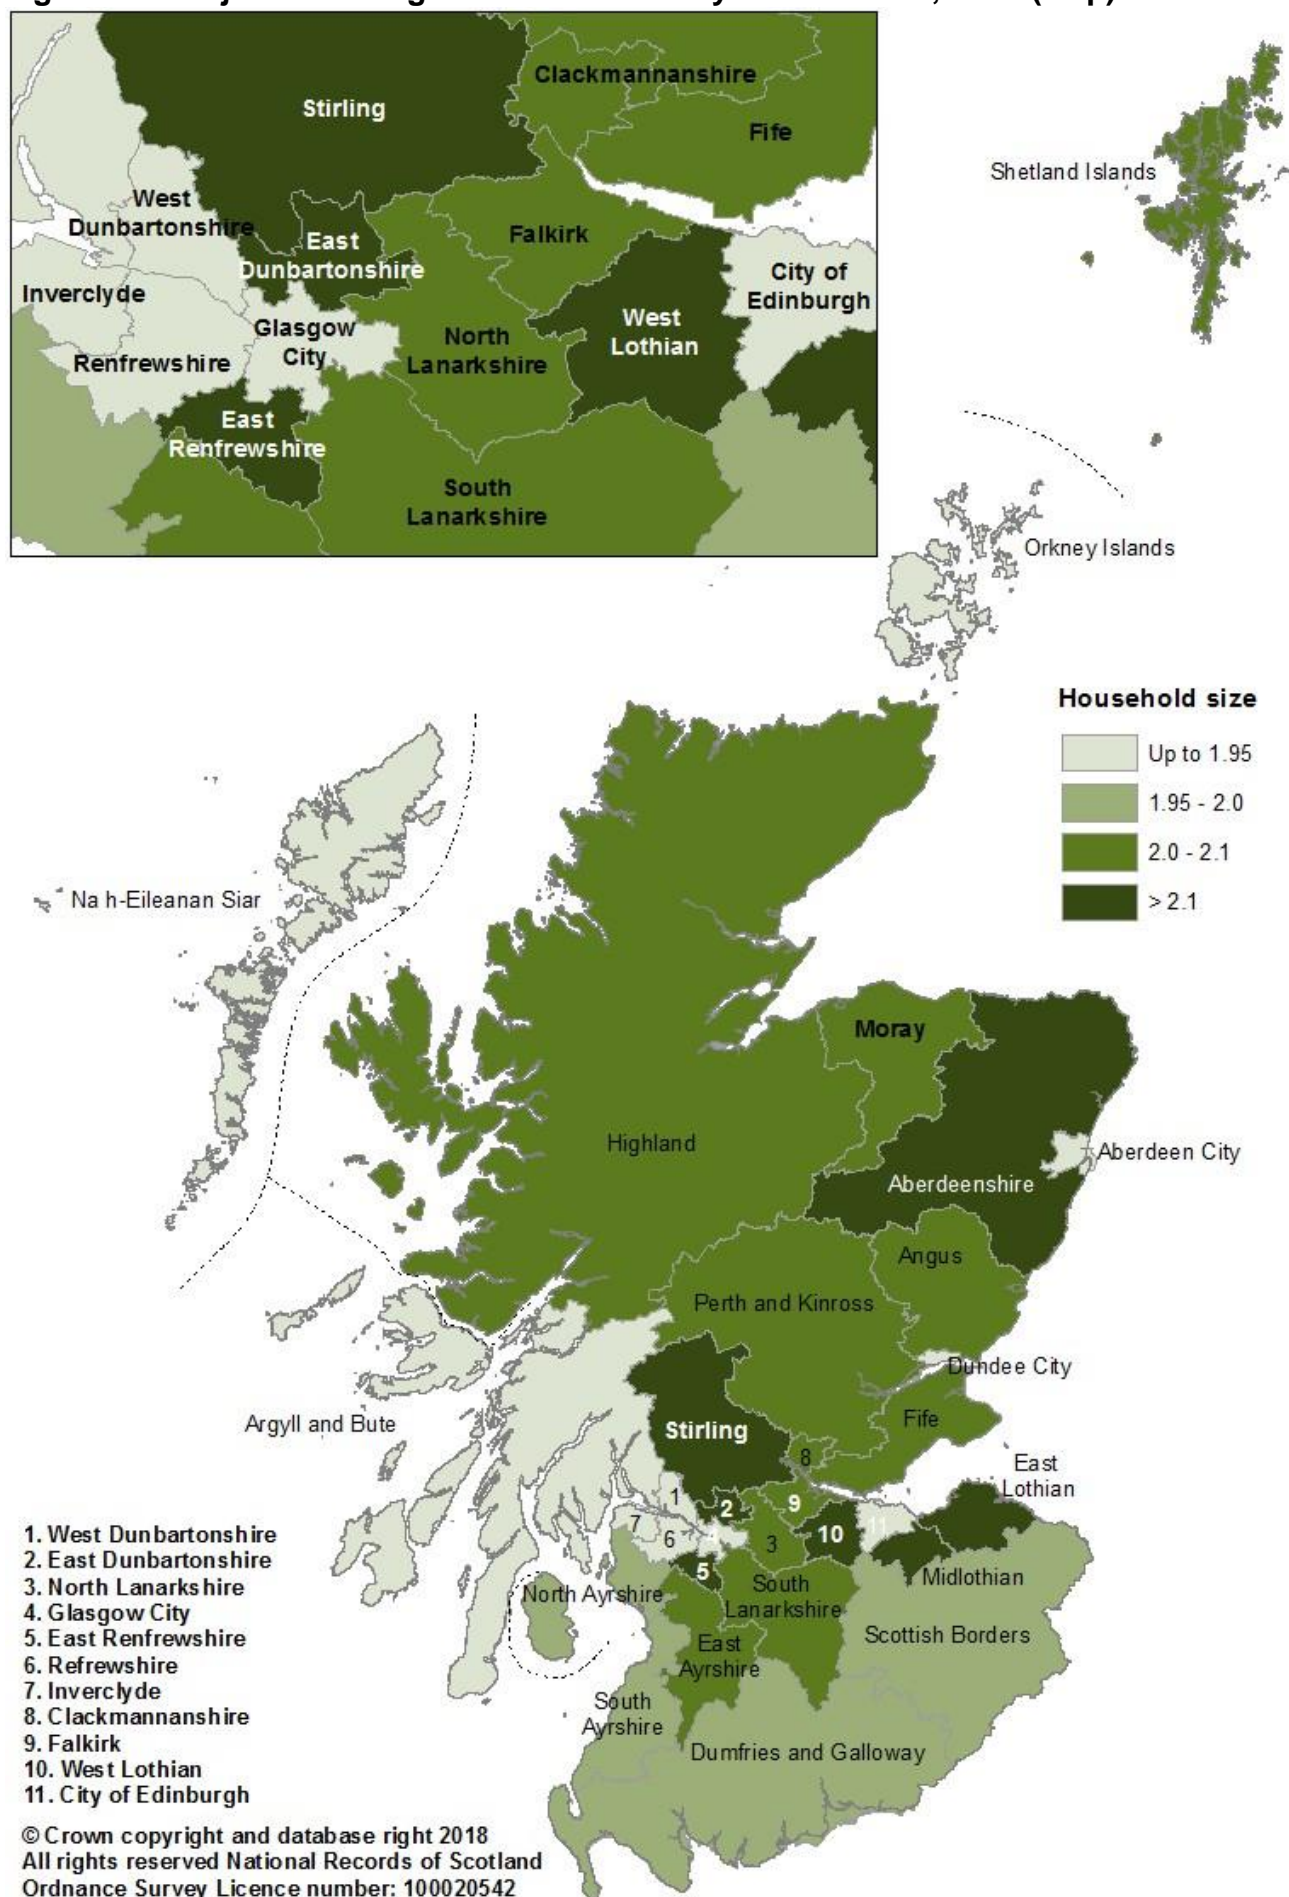 Clackmannanshire
Stirling
Fife
West
Dunbartonshire
East
Dunbartonshire
Falkirk
City of
Edinburgh
Inverclyde
Glasgow
City
West
Lothian
North
Lanarkshire
Renfrewshire
East
Renfrewshire
South
Lanarkshire
Shetland Islands
Orkney Islands
Household size
Up to 1.95
1.95 - 2.0
2.0 - 2.1
> 2.1
Na h-Eileanan Siar
Moray
Highland
Aberdeen City
Aberdeenshire
Angus
Perth and Kinross
Dundee City
Argyll and Bute
Fife
Stirling
8
East
Lothian
1
2
9
7
6
4
3
10
11
5
Midlothian
North Ayrshire
South
Lanarkshire
Scottish Borders
East
Ayrshire
South
Ayrshire
Dumfries and Galloway
1. West Dunbartonshire
2. East Dunbartonshire
3. North Lanarkshire
4. Glasgow City
5. East Renfrewshire
6. Refrewshire
7. Inverclyde
8. Clackmannanshire
9. Falkirk
10. West Lothian
11. City of Edinburgh
© Crown copyright and database right 2018
All rights reserved National Records of Scotland
Ordnance Survey Licence number: 100020542